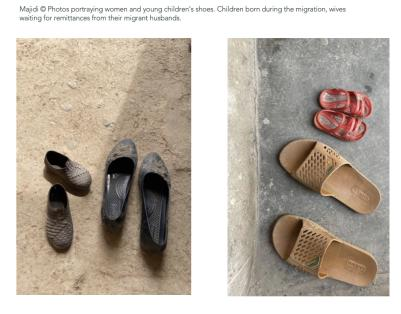 Majidi © Photos portraying women and young children's shoes. Children born during the migration, wives
waiting for remittances from their migrant husbands.